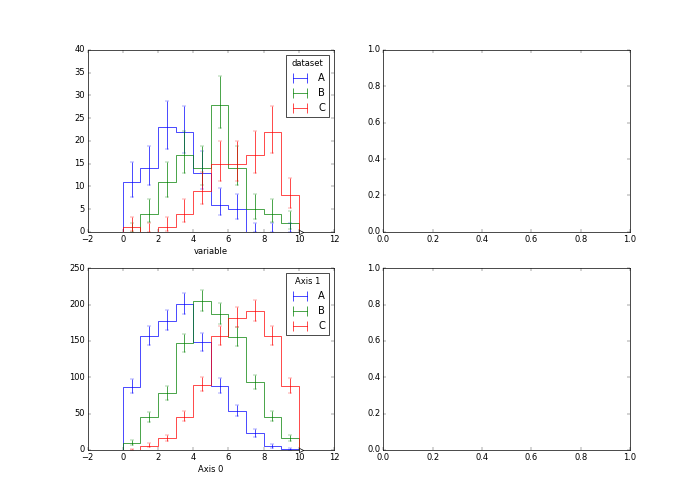 40
35
30
25
20
15
10
5
0
−2 0 2 4 6 8 10 12
variable
dataset
A
B
C
1.0
0.8
0.6
0.4
0.2
0.0
0.0 0.2 0.4 0.6 0.8 1.0
250
200
150
100
50
0
−2 0 2 4 6 8 10 12
Axis 0
Axis 1
A
B
C
1.0
0.8
0.6
0.4
0.2
0.0
0.0 0.2 0.4 0.6 0.8 1.0